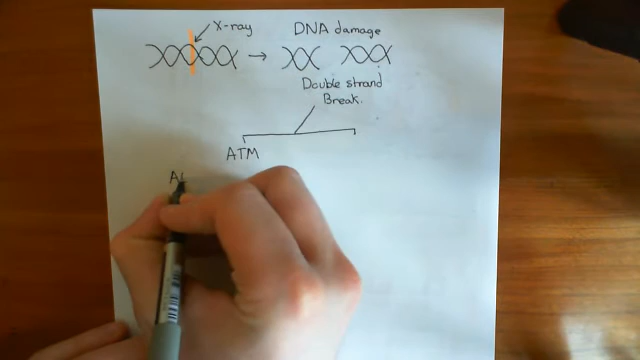 X-ray
DNA damage
Double strand
Break.
ATM